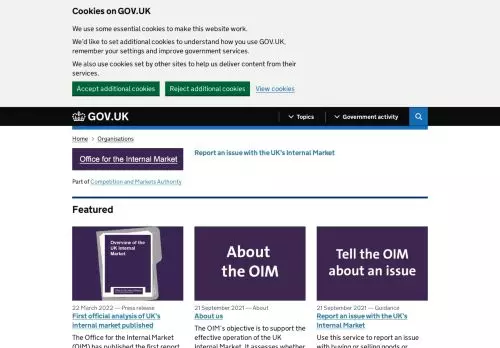 Cookies on GOV.UK
We use some essential cookies to make this website work.
We'd like to set additional cookies to understand how you use GOV.UK,
remember your settings and improve government services.
We also use cookies set by other sites to help us deliver content from their
services.
Accept additional cookies
Reject additional cookies
View cookies
GOV.UK
Topics
Government activity
Home > Organisations
Office for the Internal Market
Report an issue with the UK's Internal Market
Part of Competition and Markets Authority
Featured
Overview of the
UK Internal
Market
About
the OIM
Tell the OIM
about an issue
22 March 2022 — Press release
First official analysis of UK's
internal market published
The Office for the Internal Market
(OIM) has published the first report
21 September 2021 — About
About us
The OIM's objective is to support the
effective operation of the UK
Internal Market. It assesses whether
21 September 2021 — Guidance
Report an issue with the UK's
Internal Market
Use this service to report an issue
with buying or selling goods or